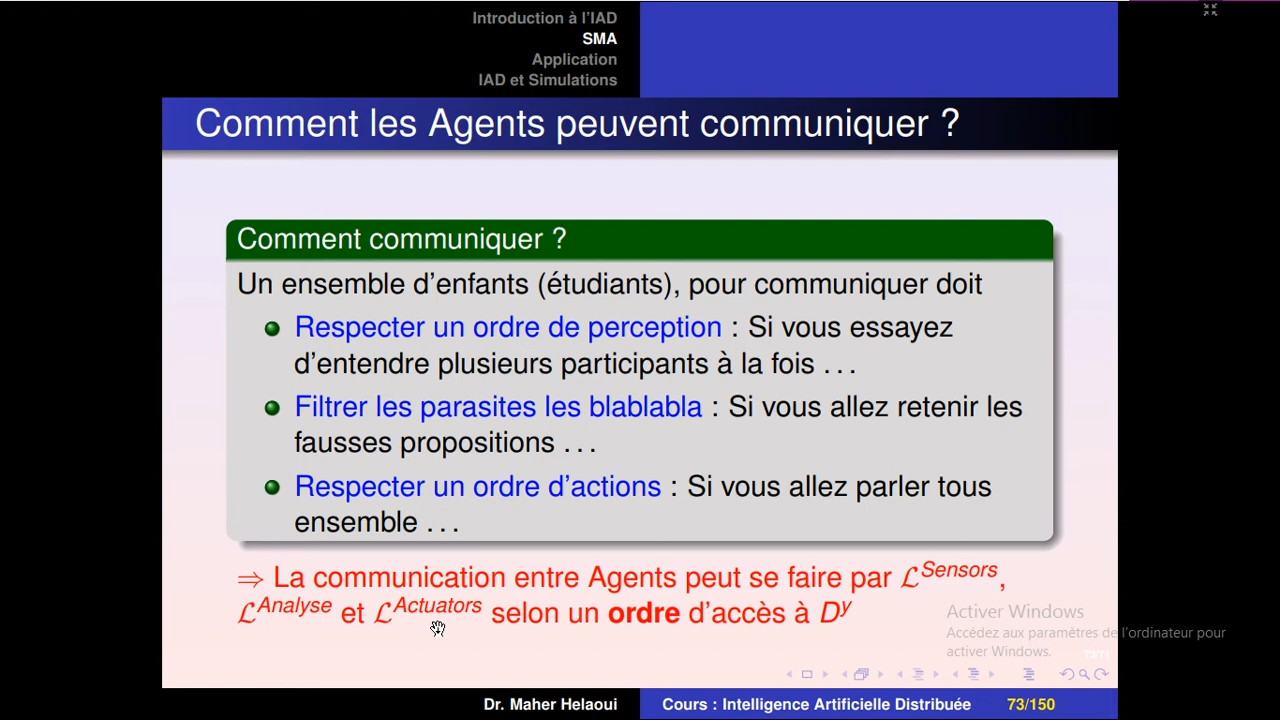 Introduction à l'IAD
SMA
Application
IAD et Simulations
Comment les Agents peuvent communiquer ?
Comment communiquer ?
Un ensemble d'enfants (étudiants), pour communiquer doit
Respecter un ordre de perception : Si vous essayez
d'entendre plusieurs participants à la fois . . .
Filtrer les parasites les blablabla : Si vous allez retenir les
fausses propositions . . .
Respecter un ordre d'actions : Si vous allez parler tous
ensemble . . .
⇒ La communication entre Agents peut se faire par ℒ^Sensors,
ℒ^Analyse et ℒ^Actuators selon un ordre d'accès à D^y
Activer Windows
Accédez aux paramètres de l'ordinateur pour
activer Windows.
Dr. Maher Helaoui
Cours : Intelligence Artificielle Distribuée
73/150